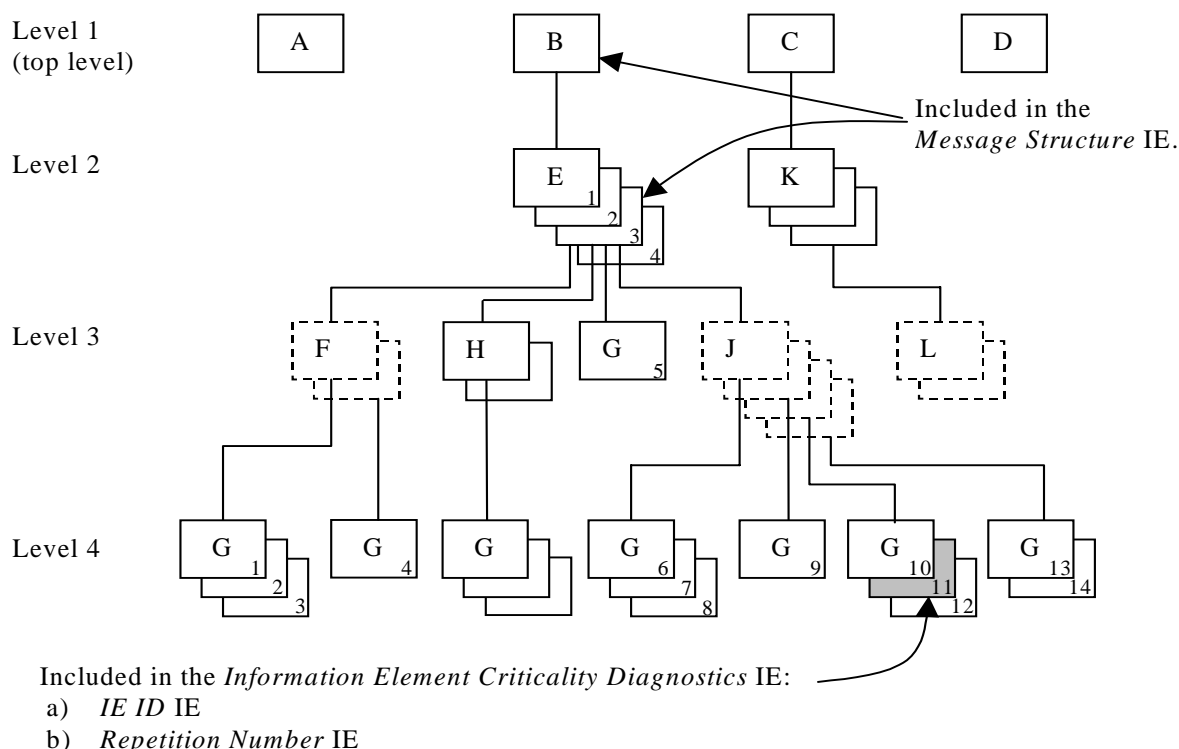 Level 1
(top level)
A
B
C
D
Included in the
Message Structure IE.
Level 2
E
1
2
3
4
K
Level 3
F
H
G
5
J
L
Level 4
G
1
2
3
G
4
G
G
6
7
8
G
9
G
10
11
12
G
13
14
Included in the Information Element Criticality Diagnostics IE:
a) IE ID IE
b) Repetition Number IE